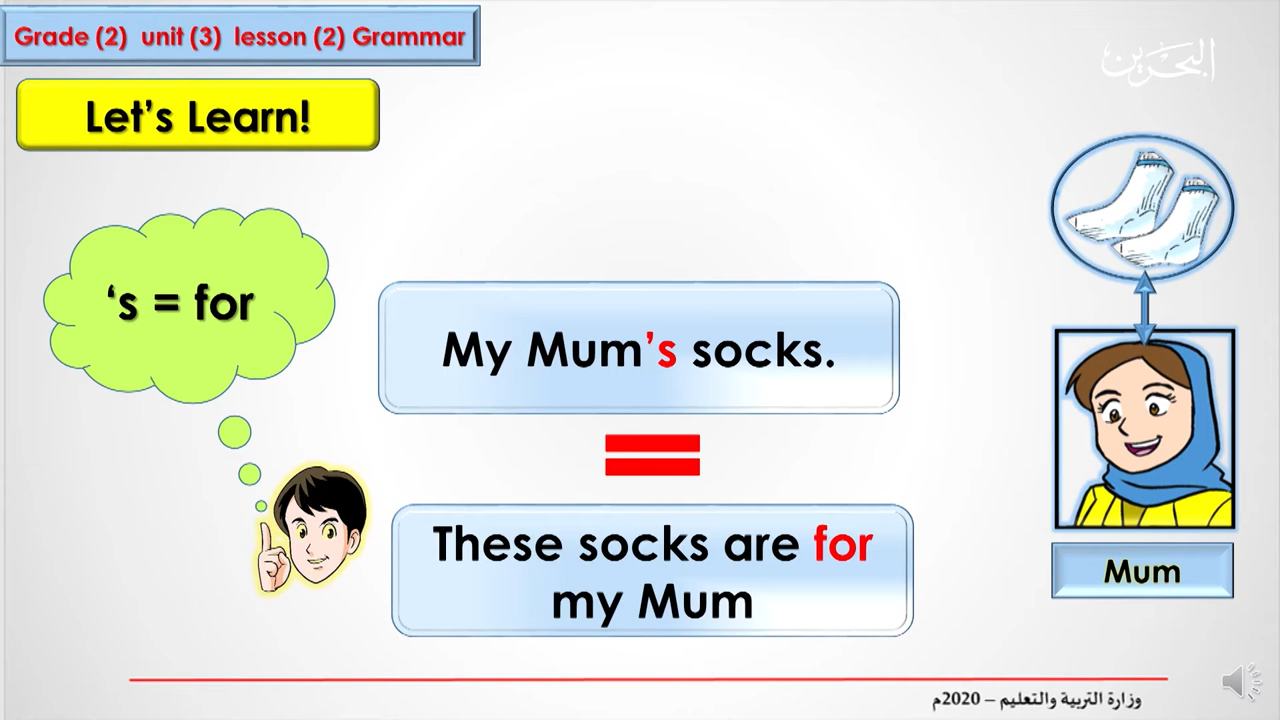 Grade (2) unit (3) lesson (2) Grammar
البحرين
Let's Learn!
‘s = for
My Mum’s socks.
These socks are for
my Mum
Mum
وزارة التربية والتعليم – 2020م